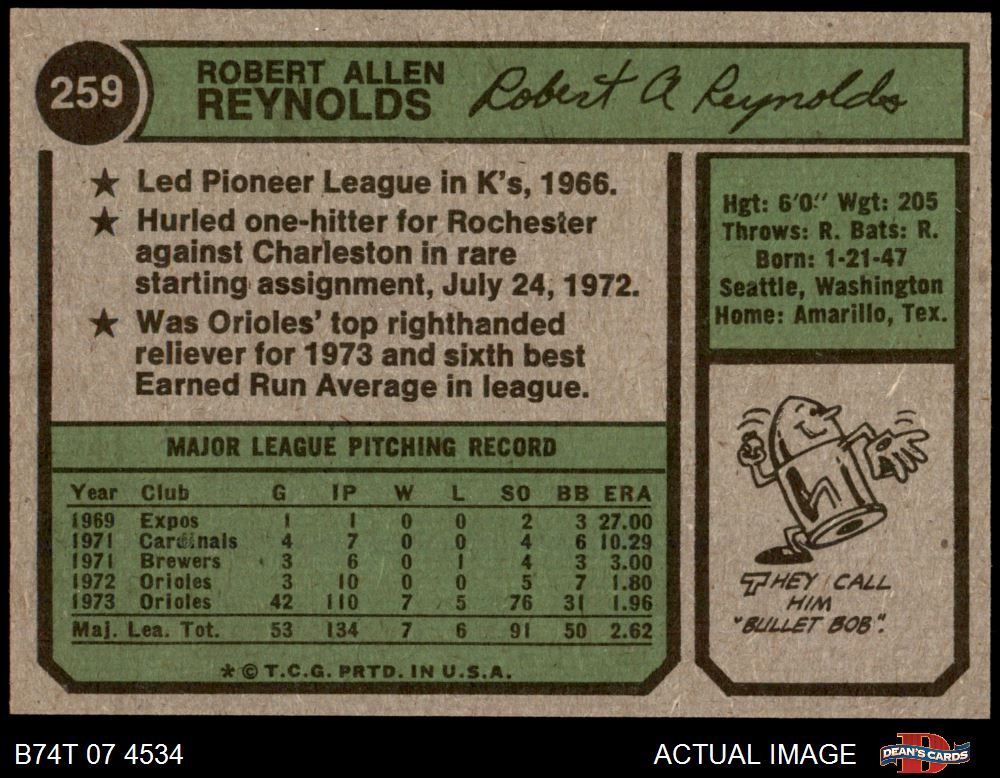 259
ROBERT ALLEN
REYNOLDS
Robert A Reynolds
★ Led Pioneer League in K's, 1966.
★ Hurled one-hitter for Rochester
against Charleston in rare
starting assignment, July 24, 1972.
★ Was Orioles' top righthanded
reliever for 1973 and sixth best
Earned Run Average in league.
Hgt: 6'0" Wgt: 205
Throws: R. Bats: R.
Born: 1-21-47
Seattle, Washington
Home: Amarillo, Tex.
MAJOR LEAGUE PITCHING RECORD
Year Club G IP W L SO BB ERA
1969 Expos 1 1 0 0 2 3 27.00
1971 Cardinals 4 7 0 0 4 6 10.29
1971 Brewers 3 6 0 1 4 3 3.00
1972 Orioles 3 10 0 0 5 7 1.80
1973 Orioles 42 110 7 5 76 31 1.96
Maj. Lea. Tot. 53 134 7 6 91 50 2.62
* © T.C.G. PRTD. IN U.S.A.
THEY CALL
HIM
"BULLET BOB".
B74T 07 4534
ACTUAL IMAGE
DEAN'S CARDS